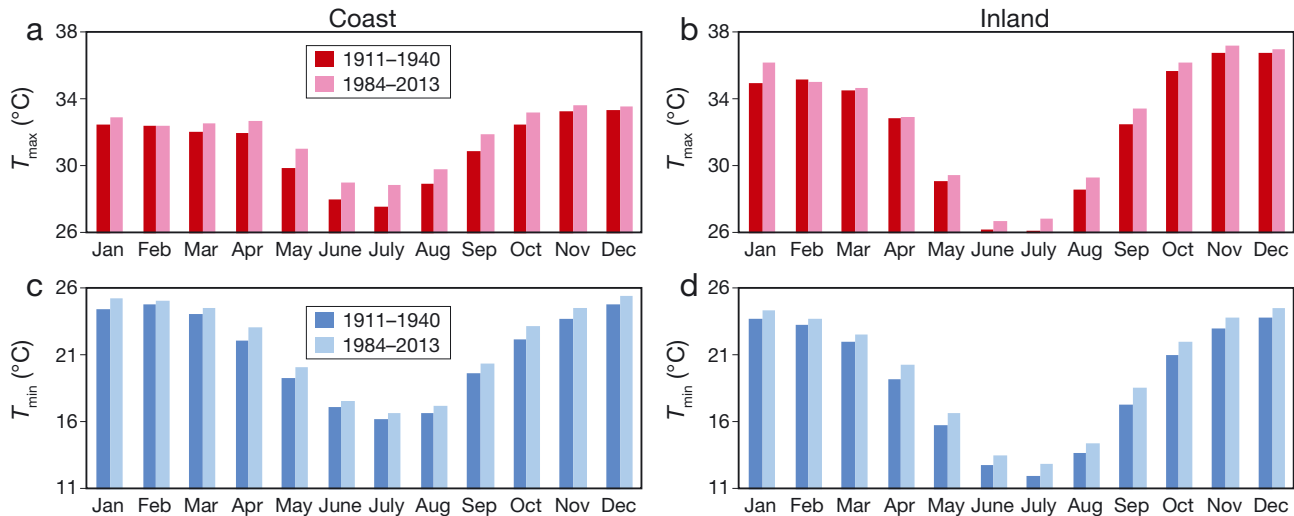 Coast
Inland
a
38
34
30
26
Tmax (°C)
1911–1940
1984–2013
Jan Feb Mar Apr May June July Aug Sep Oct Nov Dec
b
38
34
30
26
Tmax (°C)
Jan Feb Mar Apr May June July Aug Sep Oct Nov Dec
c
26
21
16
11
Tmin (°C)
1911–1940
1984–2013
Jan Feb Mar Apr May June July Aug Sep Oct Nov Dec
d
26
21
16
11
Tmin (°C)
Jan Feb Mar Apr May June July Aug Sep Oct Nov Dec